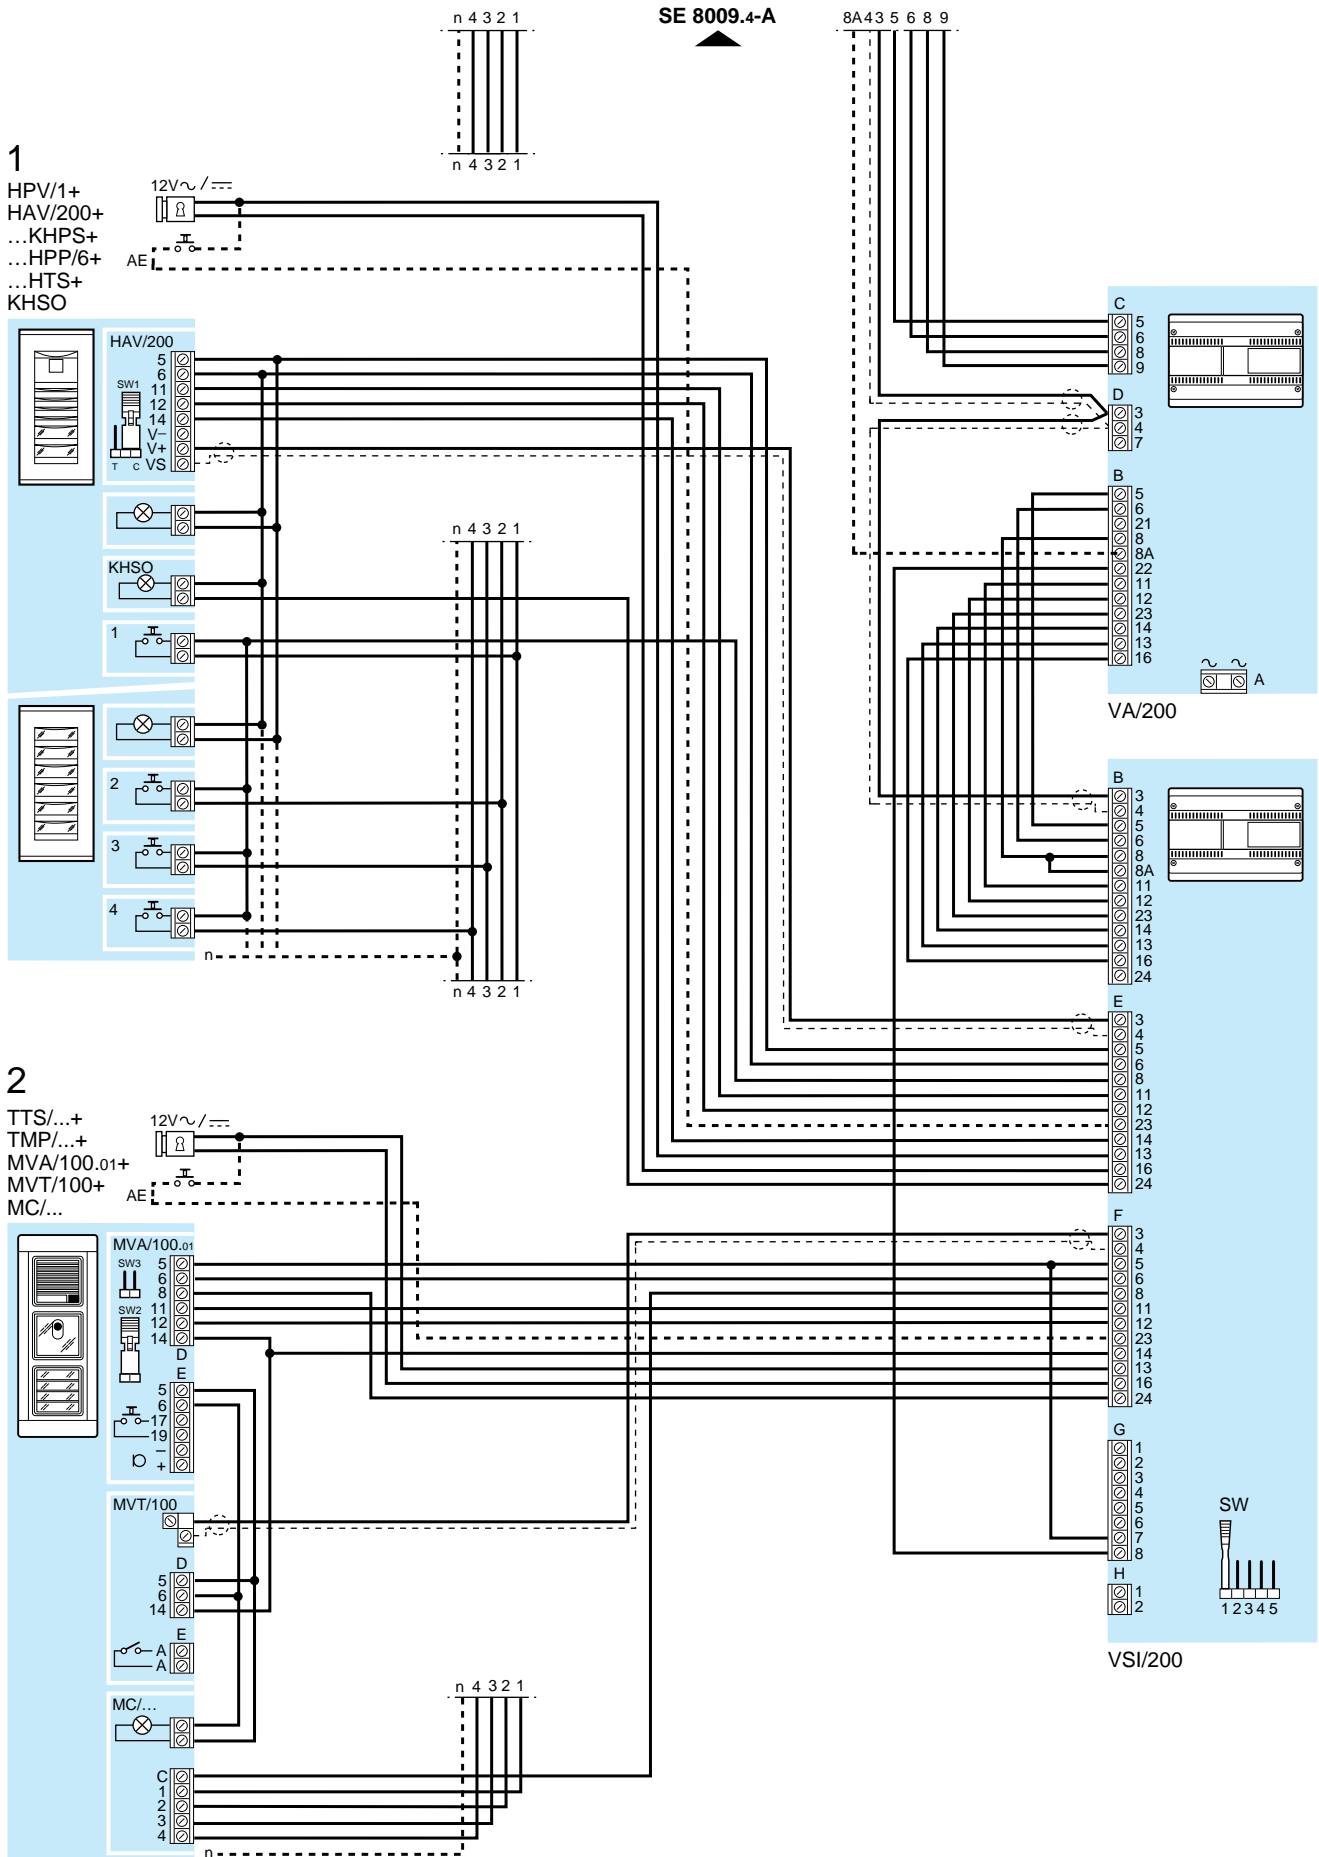 n 4 3 2 1
SE 8009.4-A
8A 4 3 5 6 8 9
n 4 3 2 1
1
HPV/1+
HAV/200+
...KHPS+
...HPP/6+
...HTS+
KHSO
12V~ /
AE
HAV/200
5
6
11
12
14
V–
V+
VS
SW1
T C
KHSO
1
2
3
4
n
n 4 3 2 1
n 4 3 2 1
C
5
6
8
9
D
3
4
7
B
5
6
21
8
8A
22
11
12
23
14
13
16
~ ~
A
VA/200
B
3
4
5
6
8
8A
11
12
23
14
13
16
24
E
3
4
5
6
8
11
12
23
14
13
16
24
F
3
4
5
6
8
11
12
23
14
13
16
24
G
1
2
3
4
5
6
7
8
H
1
2
SW
1 2 3 4 5
VSI/200
2
TTS/...+
TMP/...+
MVA/100.01+
MVT/100+
MC/...
12V~ /
AE
MVA/100.01
SW3
SW2
5
6
8
11
12
14
D
E
5
6
17
19
–
+
MVT/100
D
5
6
14
E
A
A
MC/...
C
1
2
3
4
n
n 4 3 2 1